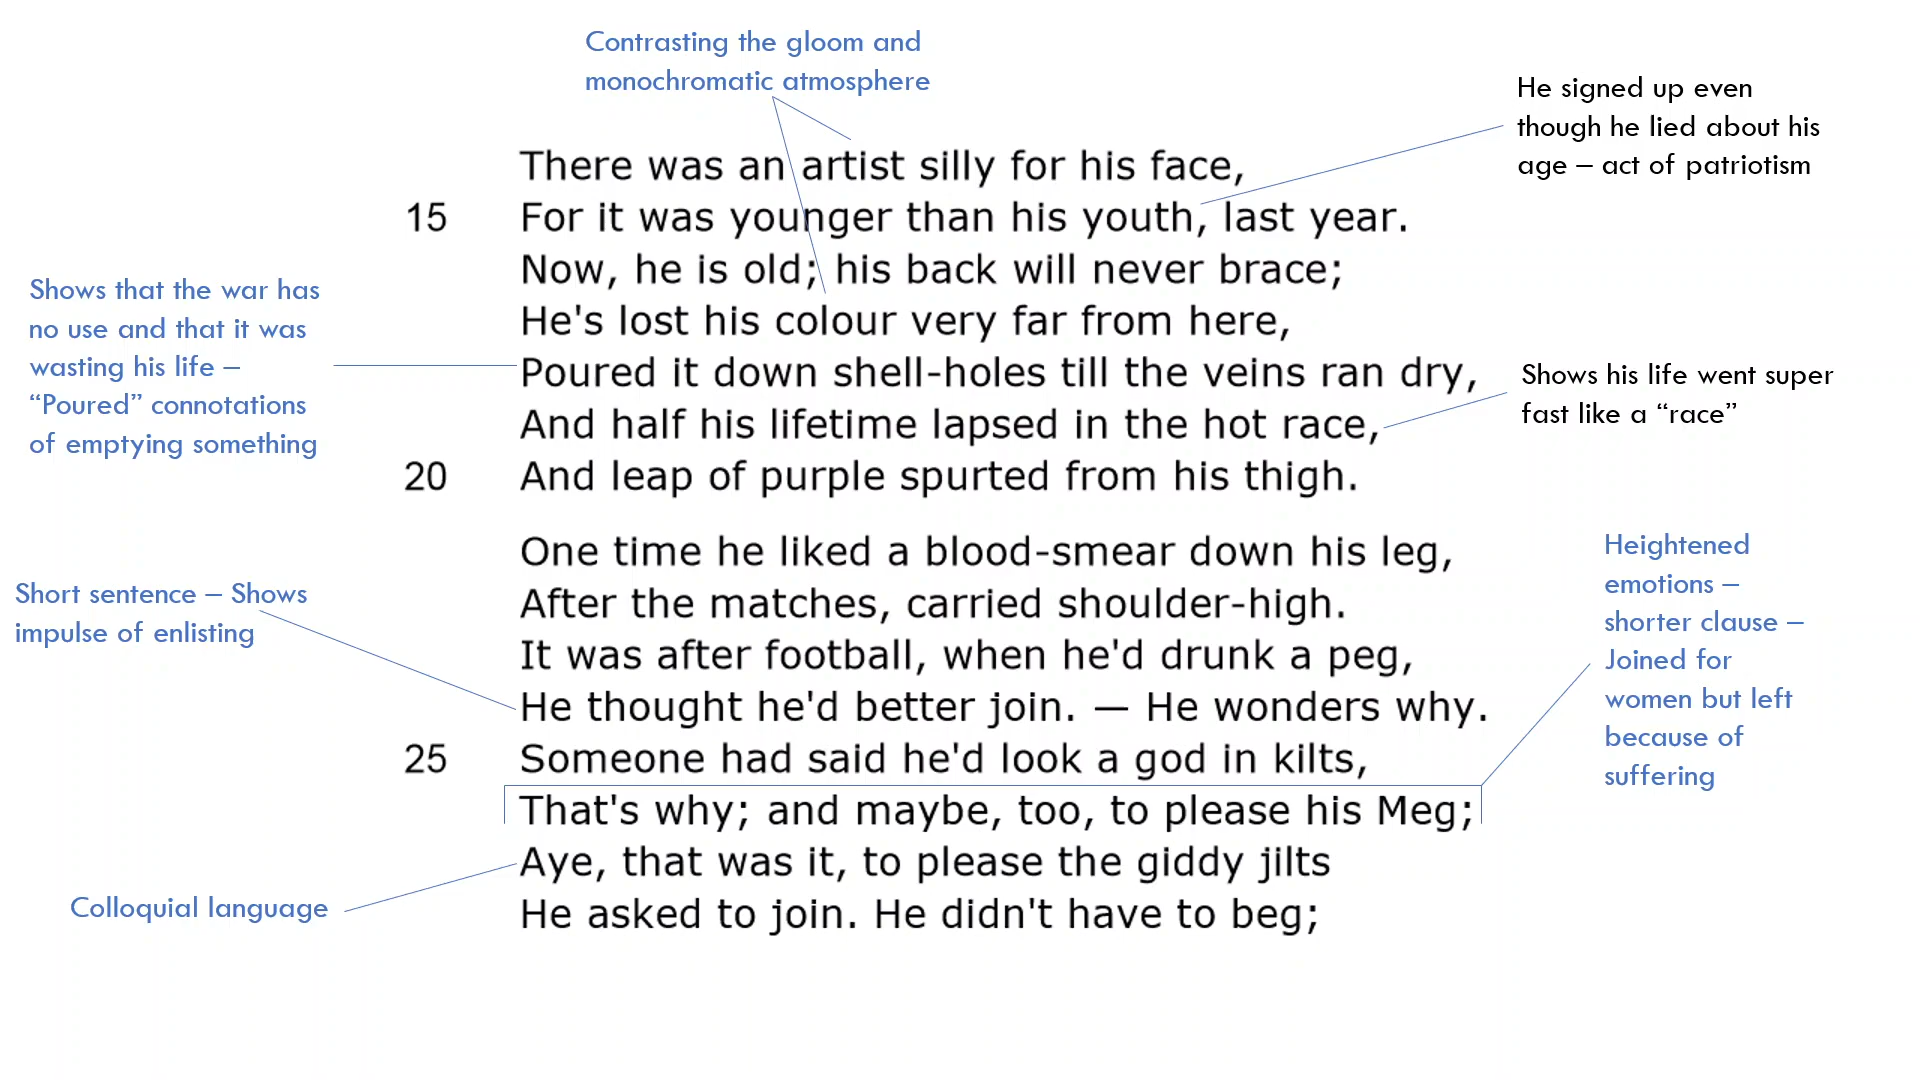 Contrasting the gloom and
monochromatic atmosphere
He signed up even
though he lied about his
age – act of patriotism
There was an artist silly for his face,
15 For it was younger than his youth, last year.
Now, he is old; his back will never brace;
He's lost his colour very far from here,
Poured it down shell-holes till the veins ran dry,
And half his lifetime lapsed in the hot race,
20 And leap of purple spurted from his thigh.
Shows that the war has
no use and that it was
wasting his life –
“Poured” connotations
of emptying something
Shows his life went super
fast like a “race”
One time he liked a blood-smear down his leg,
After the matches, carried shoulder-high.
It was after football, when he'd drunk a peg,
He thought he'd better join. — He wonders why.
25 Someone had said he'd look a god in kilts,
That's why; and maybe, too, to please his Meg;
Aye, that was it, to please the giddy jilts
He asked to join. He didn't have to beg;
Short sentence – Shows
impulse of enlisting
Heightened
emotions –
shorter clause –
Joined for
women but left
because of
suffering
Colloquial language